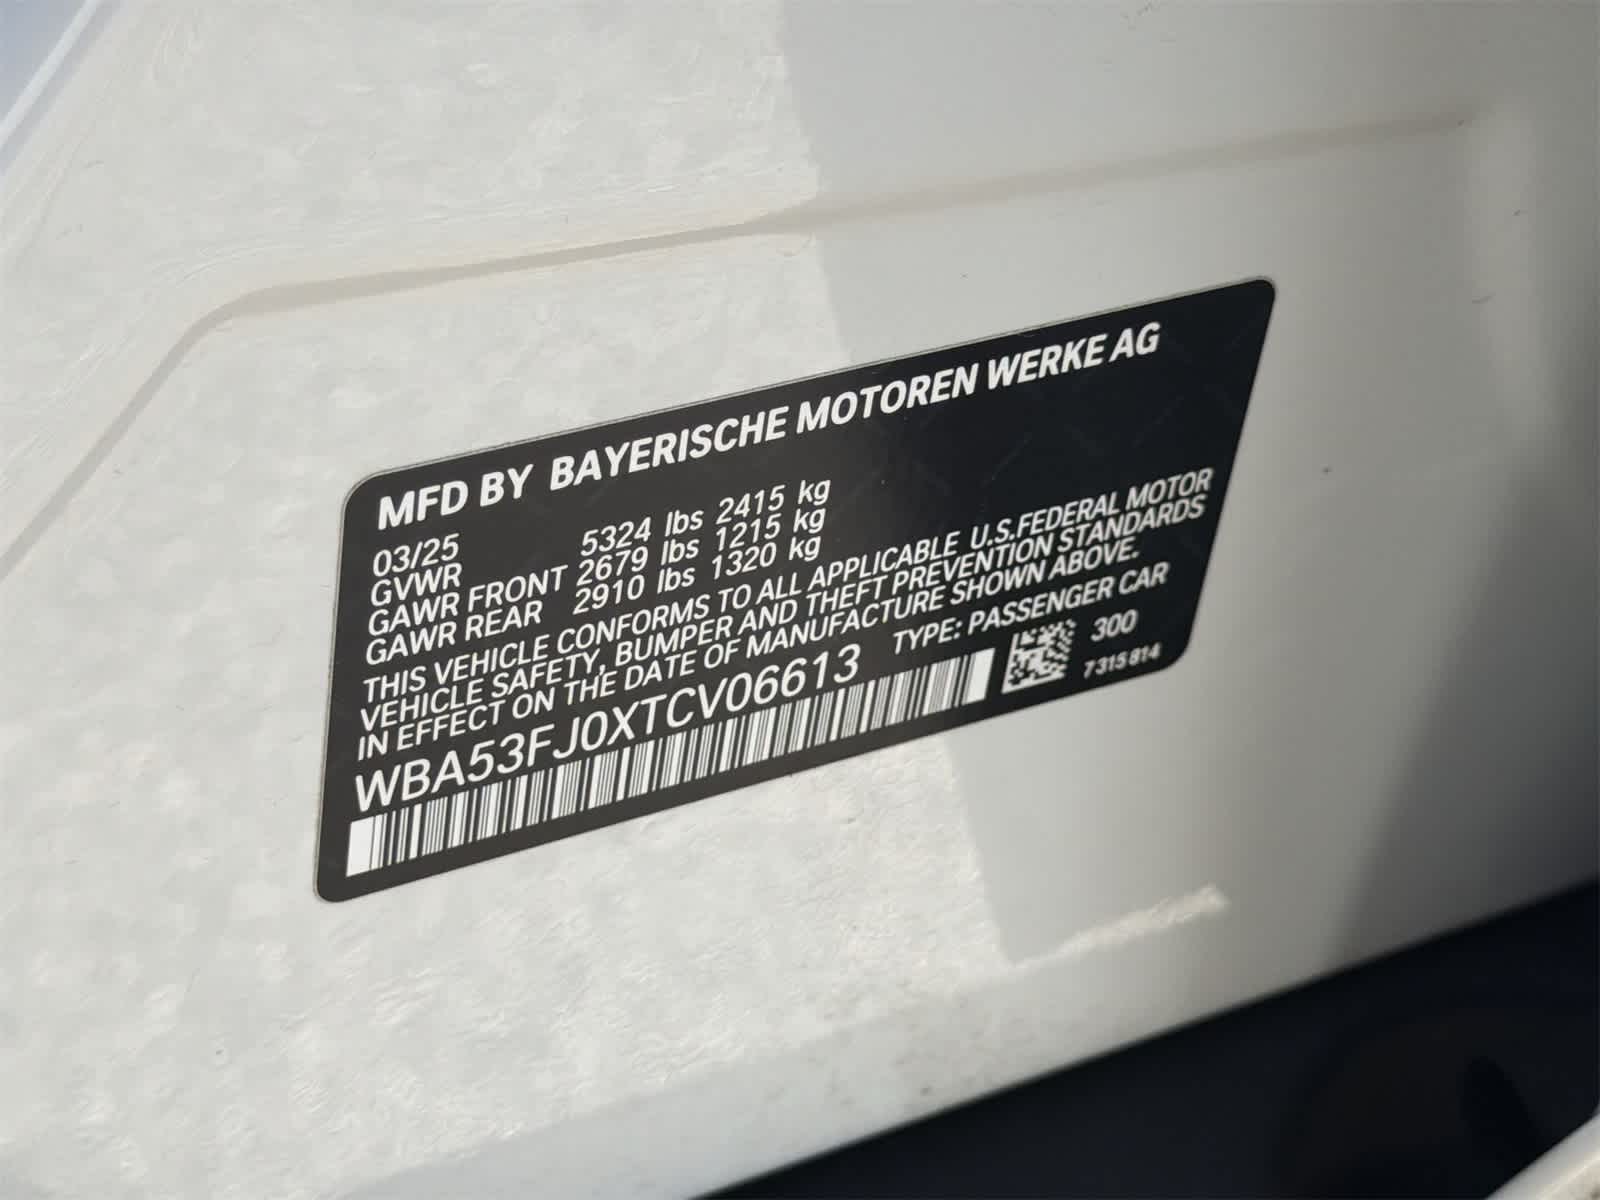 MFD BY BAYERISCHE MOTOREN WERKE AG
03/25
GVWR 5324 lbs 2415 kg
GAWR FRONT 2679 lbs 1215 kg
GAWR REAR 2910 lbs 1320 kg
THIS VEHICLE CONFORMS TO ALL APPLICABLE U.S.FEDERAL MOTOR
VEHICLE SAFETY, BUMPER AND THEFT PREVENTION STANDARDS
IN EFFECT ON THE DATE OF MANUFACTURE SHOWN ABOVE.
TYPE: PASSENGER CAR
WBA53FJ0XTCV06613
300
7315814